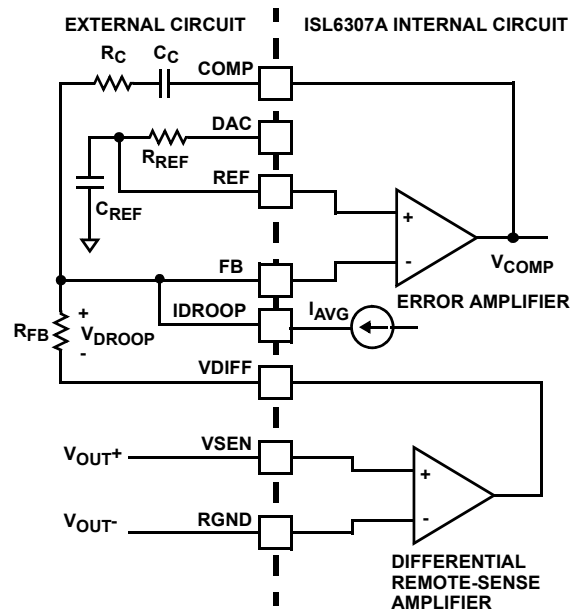 EXTERNAL CIRCUIT
ISL6307A INTERNAL CIRCUIT
RC
CC
COMP
DAC
RREF
REF
CREF
+
-
VCOMP
FB
ERROR AMPLIFIER
IDROOP
IAVG
RFB
+
VDROOP
-
VDIFF
VOUT+
VSEN
+
-
VOUT-
RGND
DIFFERENTIAL
REMOTE-SENSE
AMPLIFIER